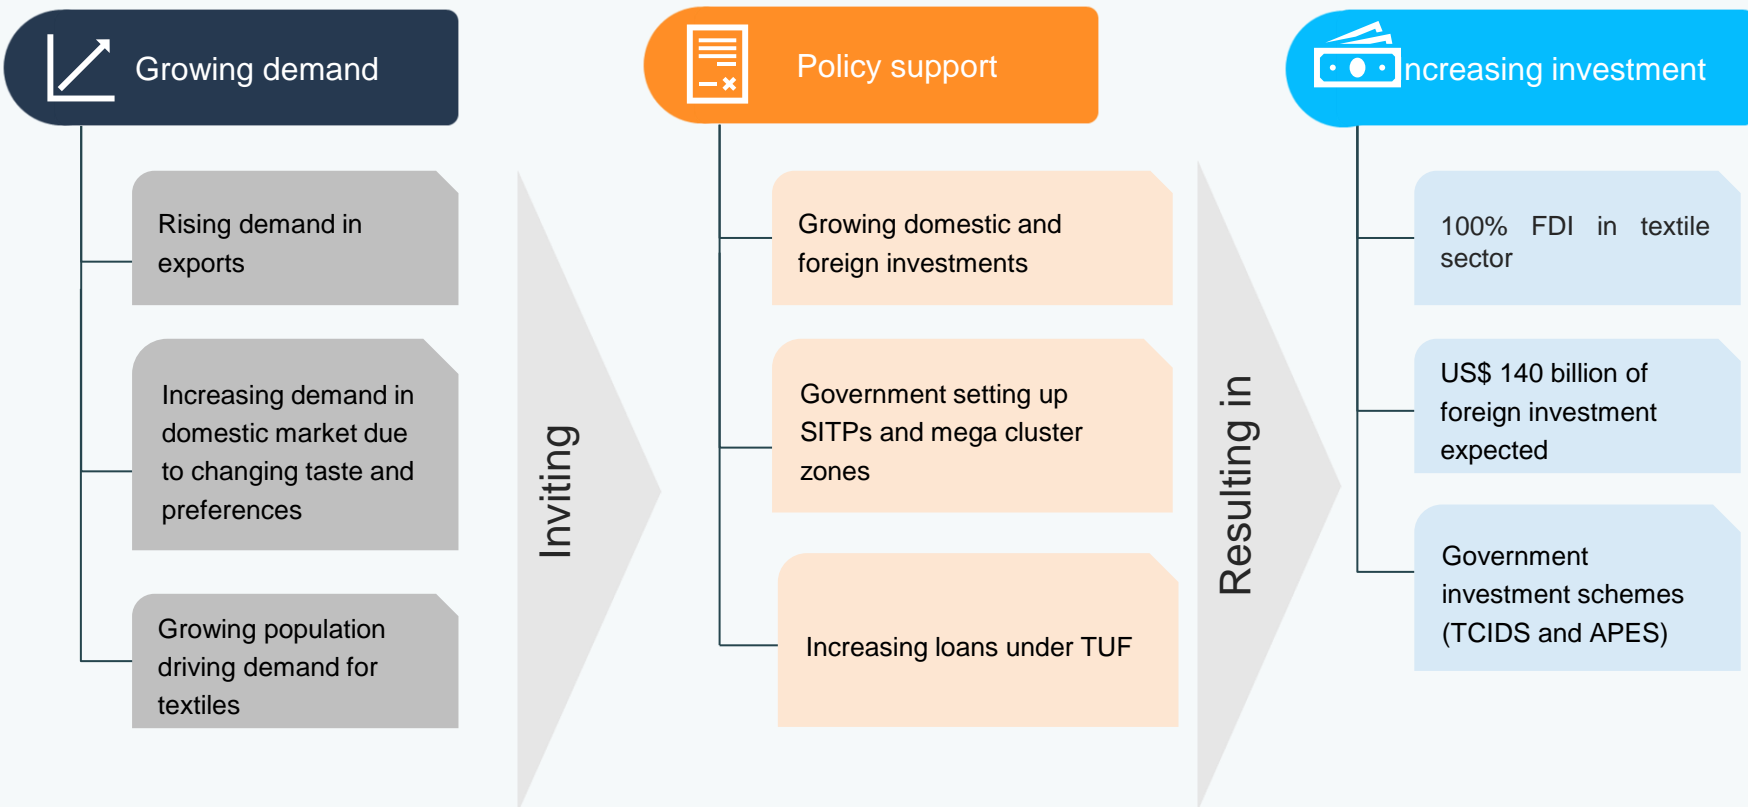 Growing demand
Rising demand in
exports
Increasing demand in
domestic market due
to changing taste and
preferences
Growing population
driving demand for
textiles
Inviting
Policy support
Growing domestic and
foreign investments
Government setting up
SITPs and mega cluster
zones
Increasing loans under TUF
Resulting in
ncreasing investment
100% FDI in textile
sector
US$ 140 billion of
foreign investment
expected
Government
investment schemes
(TCIDS and APES)